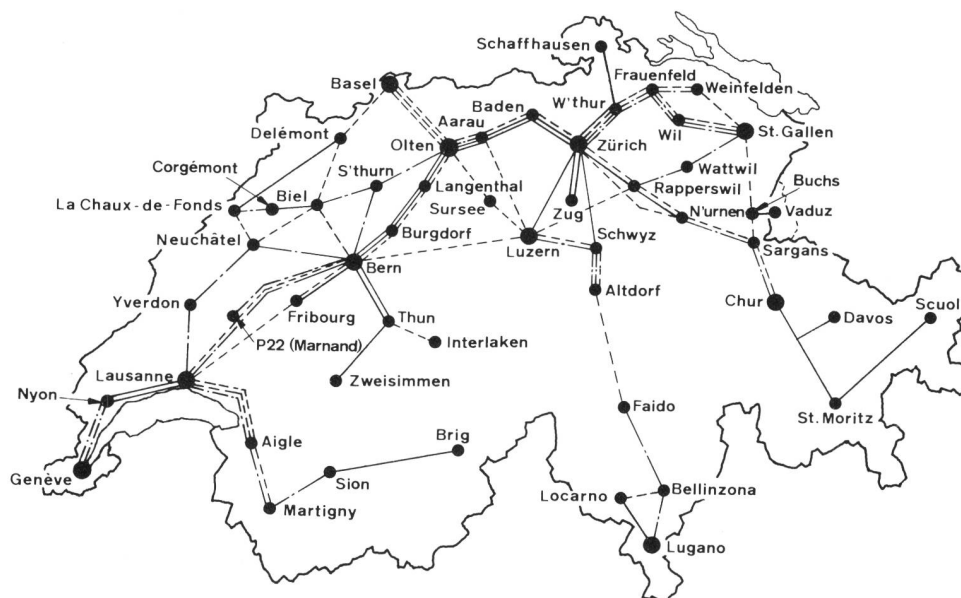 Schaffhausen
Frauenfeld
Basel
Baden
W'thur
Weinfelden
Aarau
Delémont
Olten
Zürich
Wil
St. Gallen
Corgémont
S'thurn
Wattwil
Biel
Langenthal
Rapperswil
Buchs
La Chaux-de-Fonds
Sursee
Zug
N'urnen
Vaduz
Neuchâtel
Burgdorf
Schwyz
Bern
Luzern
Sargans
Yverdon
Altdorf
Chur
Scuol
Fribourg
Thun
Davos
P22 (Marnand)
Interlaken
Lausanne
Zweisimmen
Nyon
Faido
St. Moritz
Aigle
Brig
Genève
Sion
Locarno
Bellinzona
Martigny
Lugano